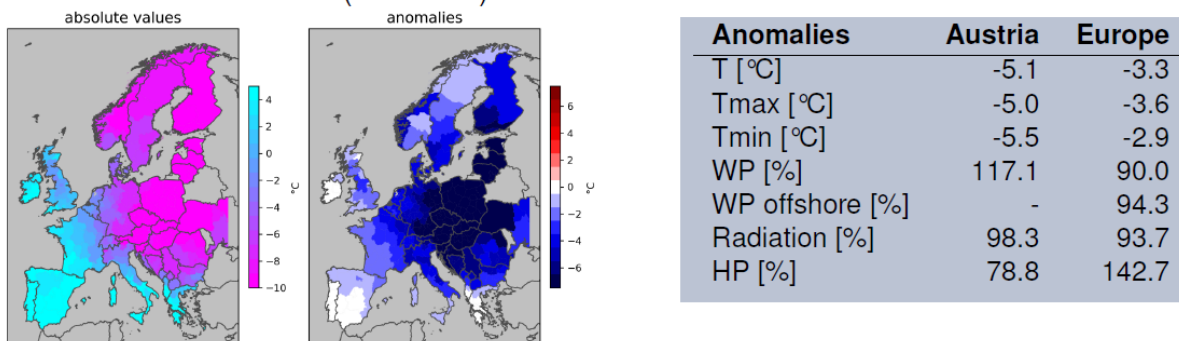 absolute values
4
2
0
−2
−4
−6
−8
−10
°C
anomalies
6
4
2
0
−2
−4
−6
°C
Anomalies Austria Europe
T [°C] -5.1 -3.3
Tmax [°C] -5.0 -3.6
Tmin [°C] -5.5 -2.9
WP [%] 117.1 90.0
WP offshore [%] - 94.3
Radiation [%] 98.3 93.7
HP [%] 78.8 142.7